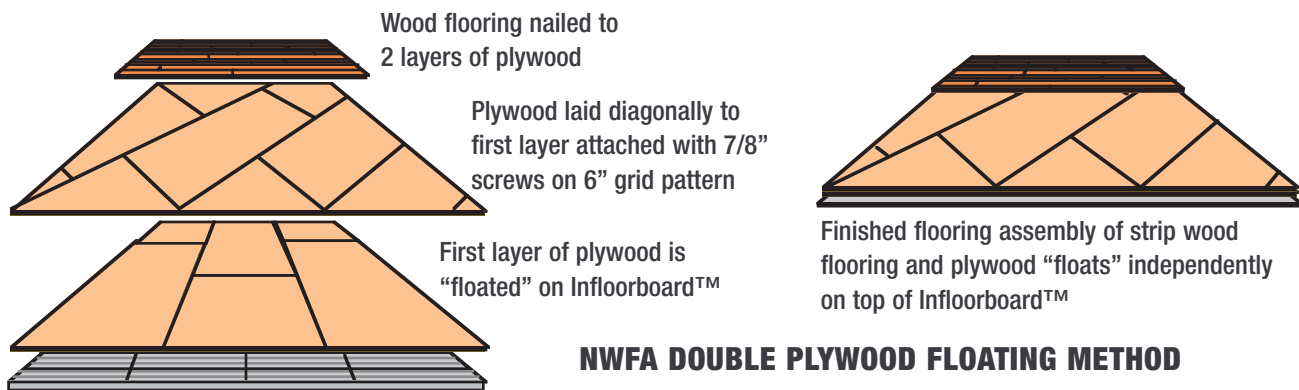 Wood flooring nailed to
2 layers of plywood
Plywood laid diagonally to
first layer attached with 7/8”
screws on 6” grid pattern
First layer of plywood is
“floated” on Infloorboard™
Finished flooring assembly of strip wood
flooring and plywood “floats” independently
on top of Infloorboard™
NWFA DOUBLE PLYWOOD FLOATING METHOD